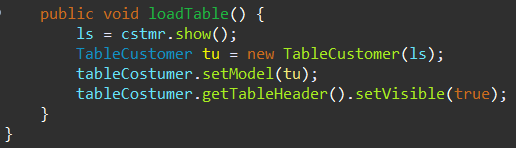 public void loadTable() {
ls = cstmr.show();
TableCustomer tu = new TableCustomer(ls);
tableCostumer.setModel(tu);
tableCostumer.getTableHeader().setVisible(true);
}
}